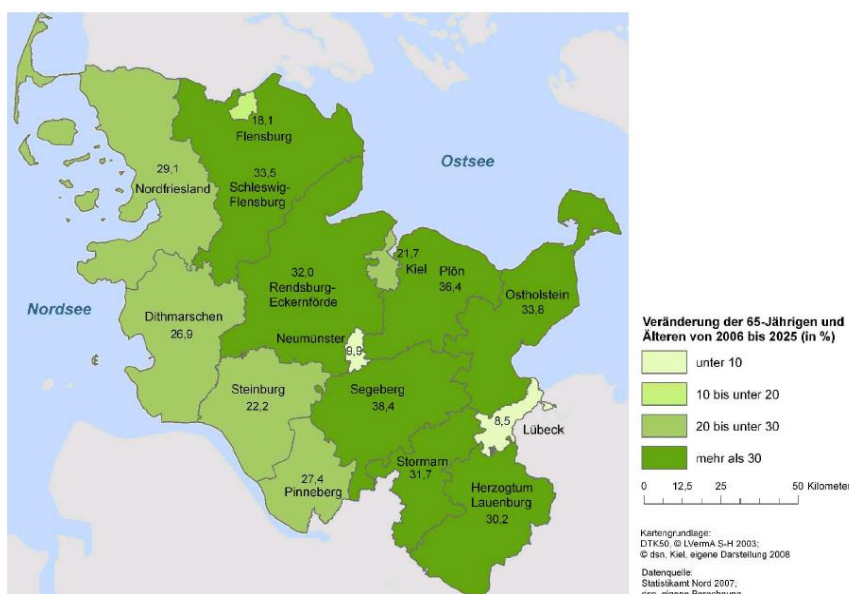 18,1
Flensburg
29,1
Nordfriesland
33,5
Schleswig-
Flensburg
Ostsee
21,7
Kiel
32,0
Rendsburg-
Eckernförde
Plön
36,4
Ostholstein
33,8
Nordsee
Dithmarschen
26,9
Neumünster
9,9
Steinburg
22,2
Segeberg
38,4
8,5
Lübeck
Stormarn
31,7
27,4
Pinneberg
Herzogtum
Lauenburg
30,2
Veränderung der 65-Jährigen und
Älteren von 2006 bis 2025 (in %)
unter 10
10 bis unter 20
20 bis unter 30
mehr als 30
0 12,5 25 50 Kilometer
Kartengrundlage:
DTK50, © LVermA S-H 2003;
© dsn, Kiel, eigene Darstellung 2008
Datenquelle:
Statistikamt Nord 2007;
dsn, eigene Berechnung